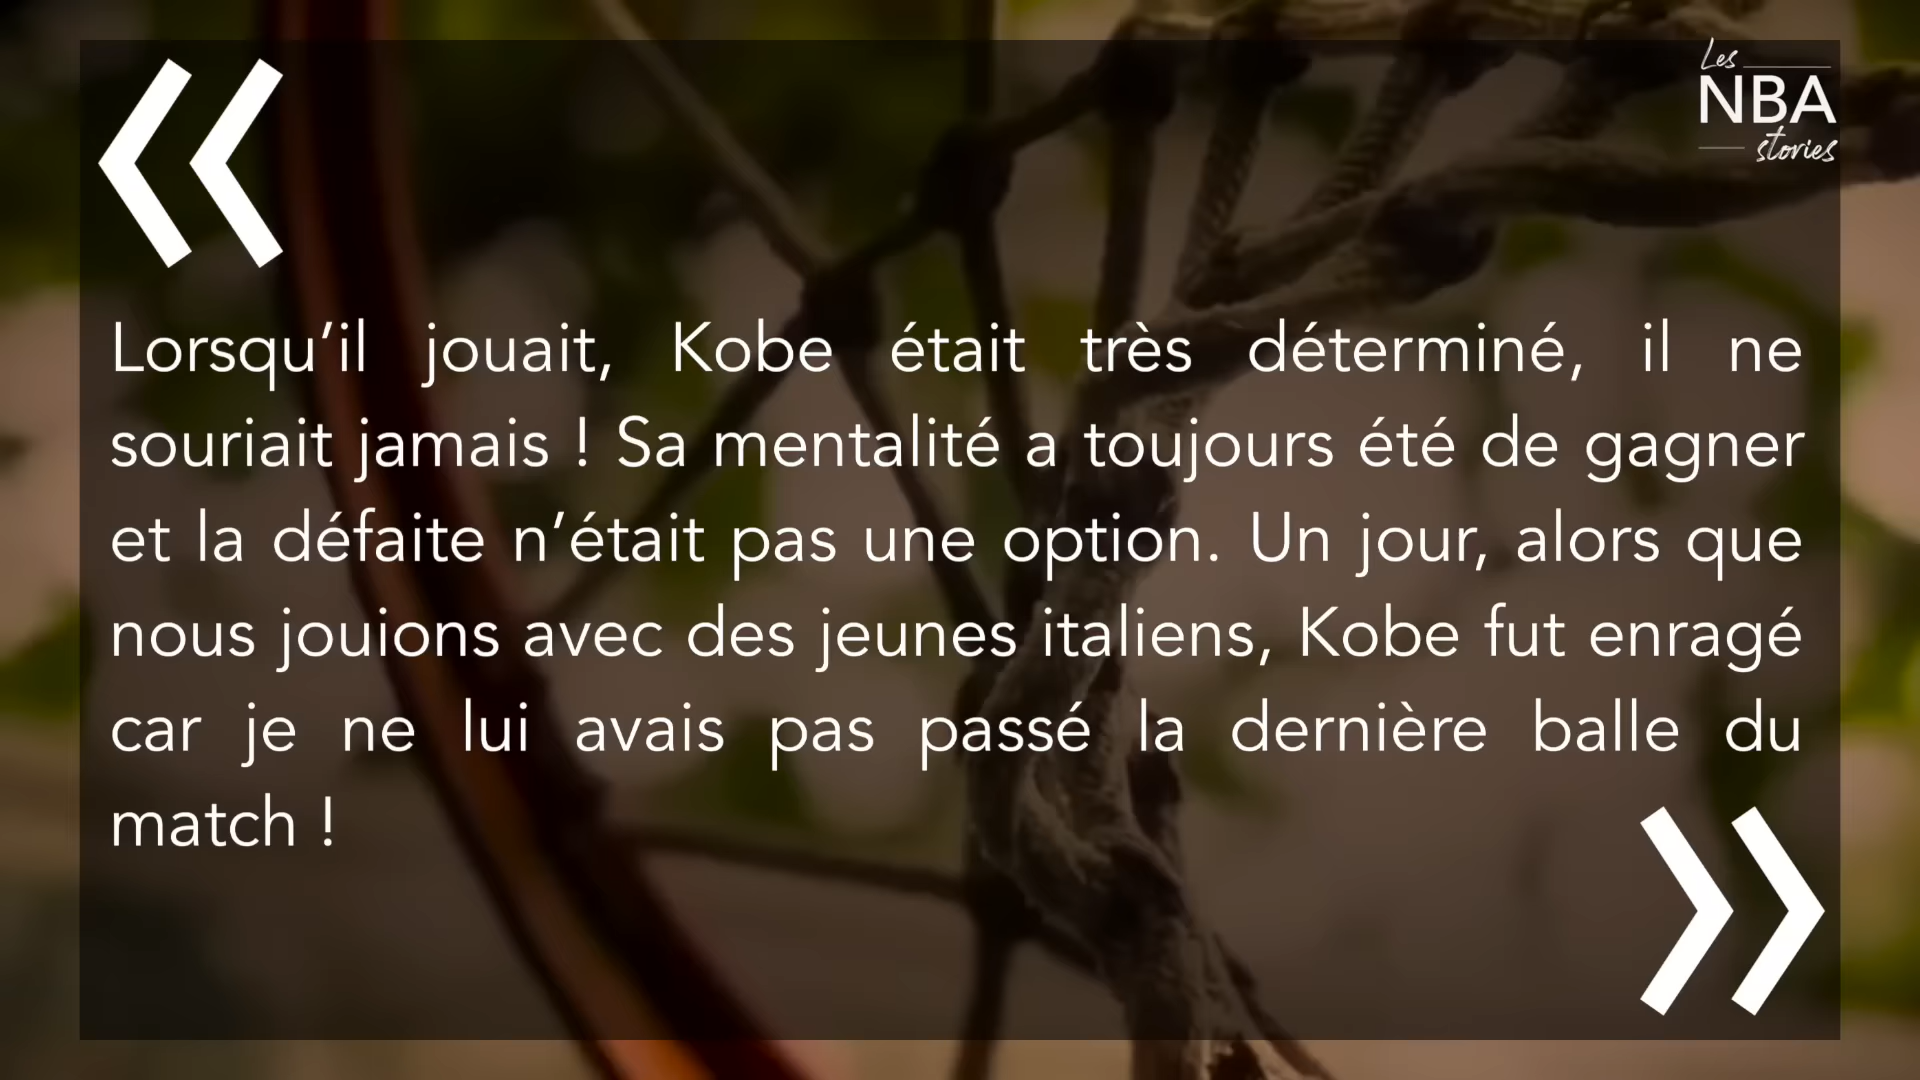 Les
NBA
stories
«
Lorsqu’il jouait, Kobe était très déterminé, il ne
souriait jamais ! Sa mentalité a toujours été de gagner
et la défaite n’était pas une option. Un jour, alors que
nous jouions avec des jeunes italiens, Kobe fut enragé
car je ne lui avais pas passé la dernière balle du
match !
»